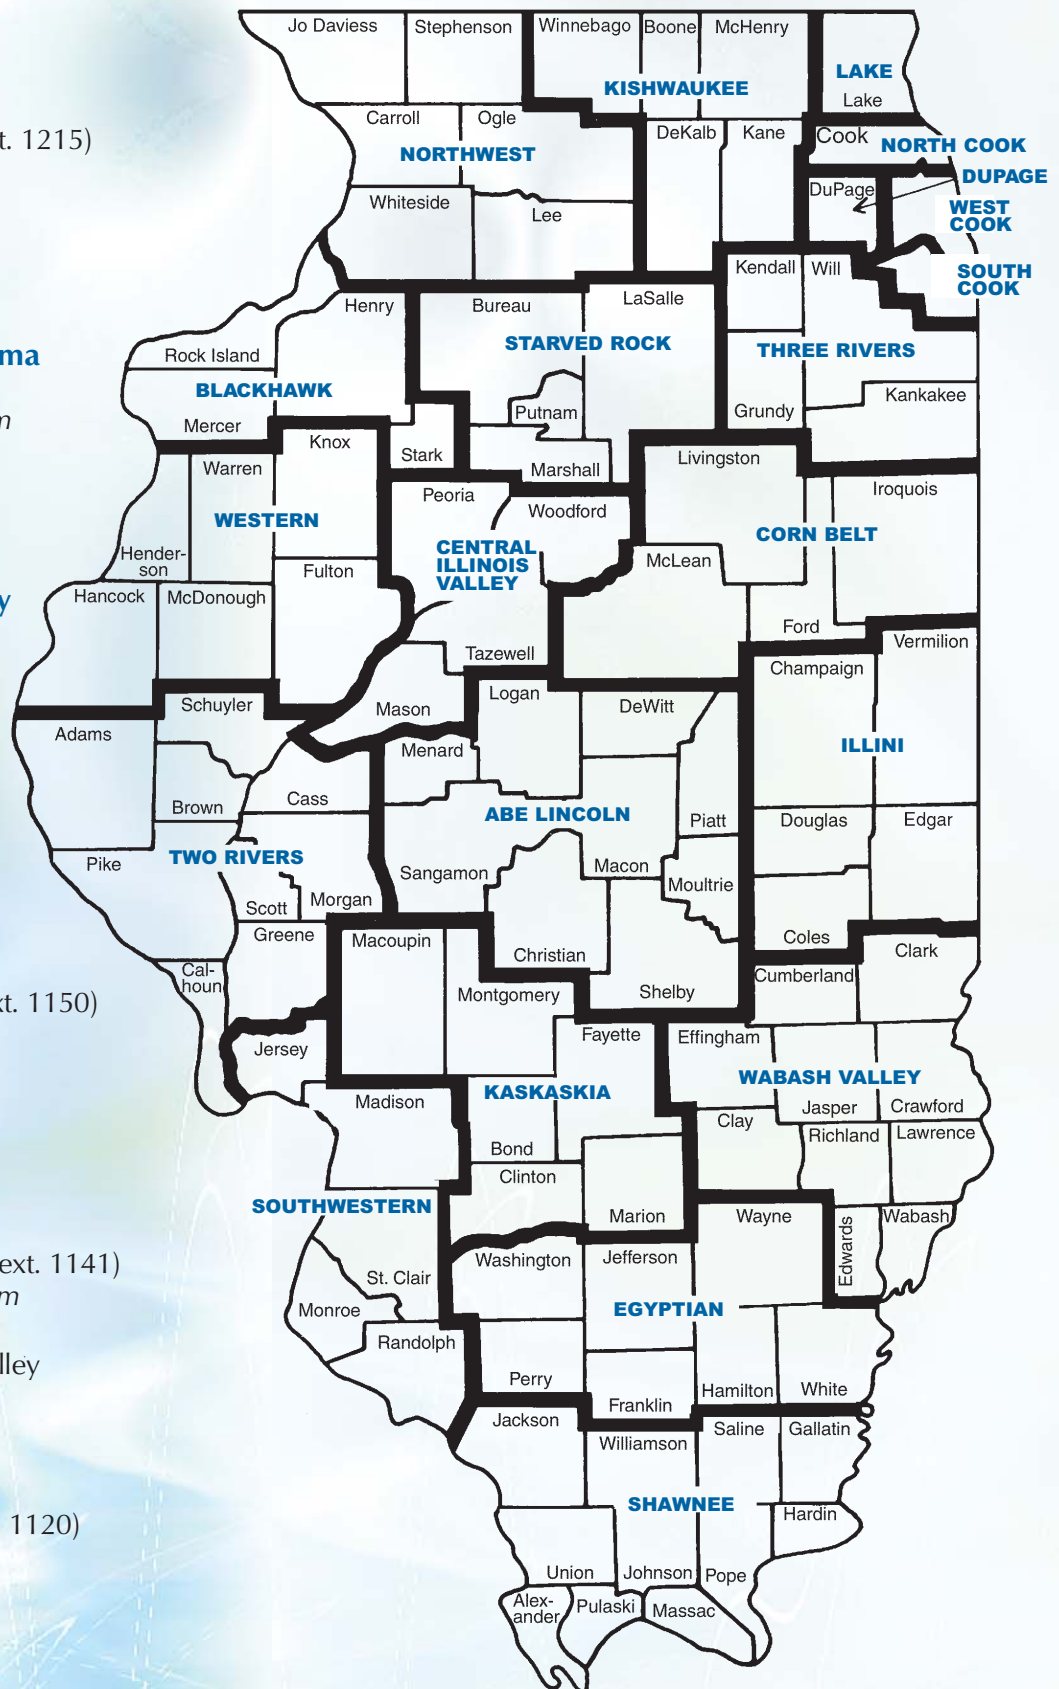 Jo Daviess
Stephenson
Winnebago
Boone
McHenry
LAKE
KISHWAUKEE
Lake
Carroll
Ogle
t. 1215)
DeKalb
Kane
Cook
NORTH COOK
NORTHWEST
DUPAGE
DuPage
Whiteside
Lee
WEST
COOK
Kendall
Will
SOUTH
COOK
Henry
Bureau
LaSalle
STARVED ROCK
THREE RIVERS
Rock Island
ma
BLACKHAWK
Kankakee
Putnam
Grundy
m
Mercer
Knox
Stark
Livingston
Warren
Marshall
Peoria
Iroquois
Woodford
WESTERN
CORN BELT
CENTRAL
ILLINOIS
VALLEY
Hender-
son
McLean
Fulton
y
Hancock
McDonough
Ford
Vermilion
Tazewell
Champaign
Logan
Schuyler
Mason
DeWitt
Adams
Menard
ILLINI
Cass
Brown
ABE LINCOLN
Piatt
Douglas
Edgar
TWO RIVERS
Pike
Sangamon
Macon
Moultrie
Scott
Morgan
Greene
Macoupin
Coles
Christian
Clark
Cal-
houn
Cumberland
Montgomery
Shelby
xt. 1150)
Fayette
Effingham
Jersey
WABASH VALLEY
KASKASKIA
Madison
Jasper
Crawford
Clay
Richland
Lawrence
Bond
Clinton
SOUTHWESTERN
Marion
Wayne
Wabash
Edwards
Washington
Jefferson
ext. 1141)
St. Clair
m
Monroe
EGYPTIAN
Randolph
lley
Perry
Hamilton
White
Franklin
Jackson
Saline
Gallatin
Williamson
SHAWNEE
Hardin
1120)
Union
Johnson
Pope
Alex-
ander
Pulaski
Massac